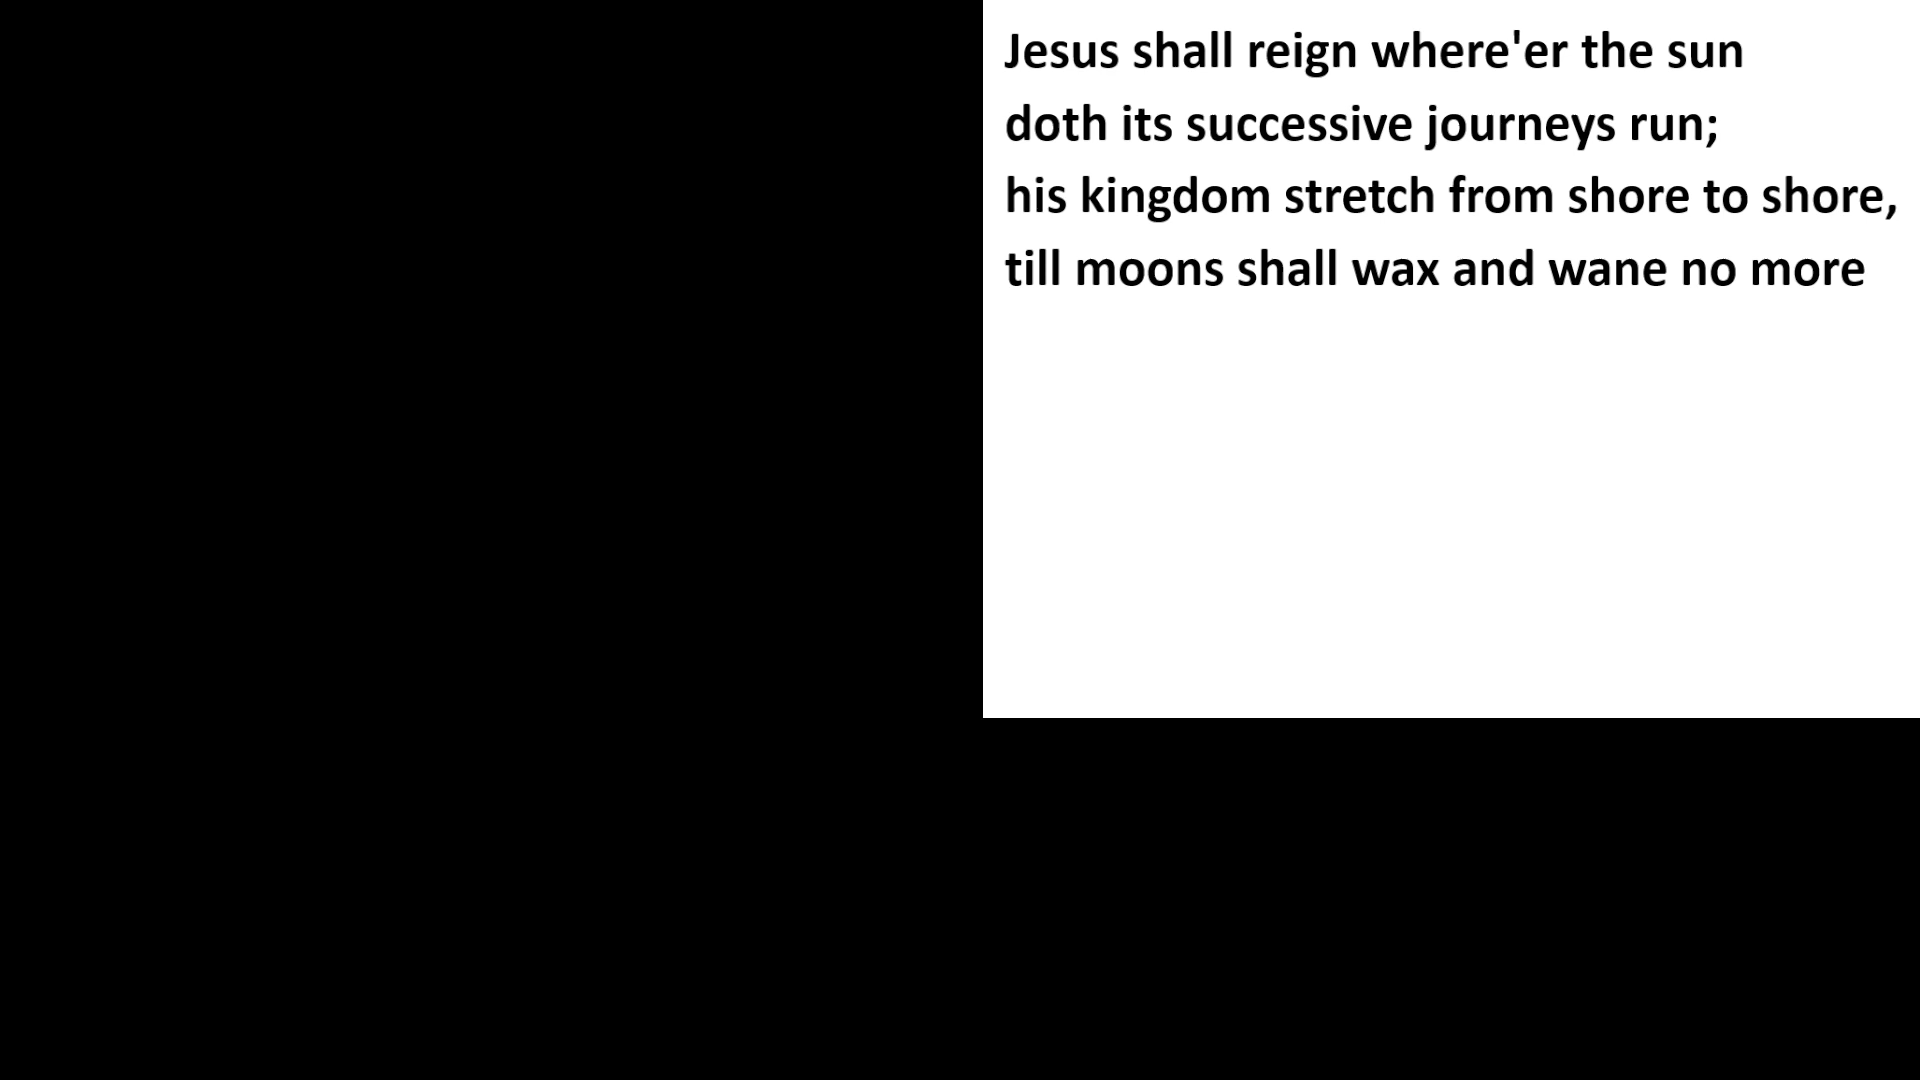 Jesus shall reign where'er the sun
doth its successive journeys run;
his kingdom stretch from shore to shore,
till moons shall wax and wane no more